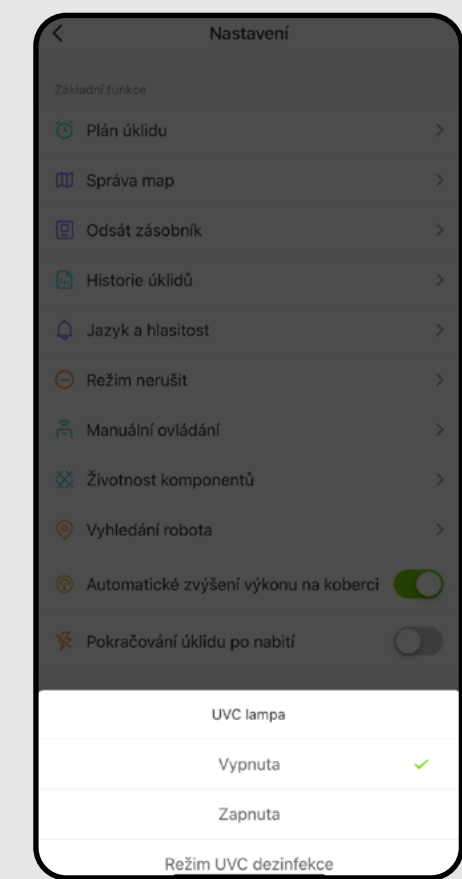 Nastavení
Základní funkce
Plán úklidu
Správa map
Odsát zásobník
Historie úklidů
Jazyk a hlasitost
Režim nerušit
Manuální ovládání
Životnost komponentů
Vyhledání robota
Automatické zvýšení výkonu na koberci
Pokračování úklidu po nabití
UVC lampa
Vypnuta
Zapnuta
Režim UVC dezinfekce